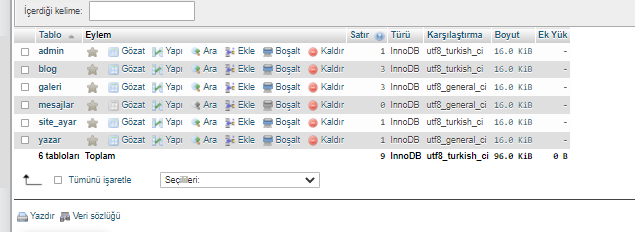 İçerdiği kelime:
Tablo Eylem Satır Türü Karşılaştırma Boyut Ek Yük
admin Gözat Yapı Ara Ekle Boşalt Kaldır 1 InnoDB utf8_turkish_ci 16.0 KiB -
blog Gözat Yapı Ara Ekle Boşalt Kaldır 3 InnoDB utf8_turkish_ci 16.0 KiB -
galeri Gözat Yapı Ara Ekle Boşalt Kaldır 3 InnoDB utf8_general_ci 16.0 KiB -
mesajlar Gözat Yapı Ara Ekle Boşalt Kaldır 0 InnoDB utf8_general_ci 16.0 KiB -
site_ayar Gözat Yapı Ara Ekle Boşalt Kaldır 1 InnoDB utf8_turkish_ci 16.0 KiB -
yazar Gözat Yapı Ara Ekle Boşalt Kaldır 1 InnoDB utf8_general_ci 16.0 KiB -
6 tabloları Toplam 9 InnoDB utf8_turkish_ci 96.0 KiB 0 B
Tümünü işaretle Seçilileri:
Yazdır Veri sözlüğü